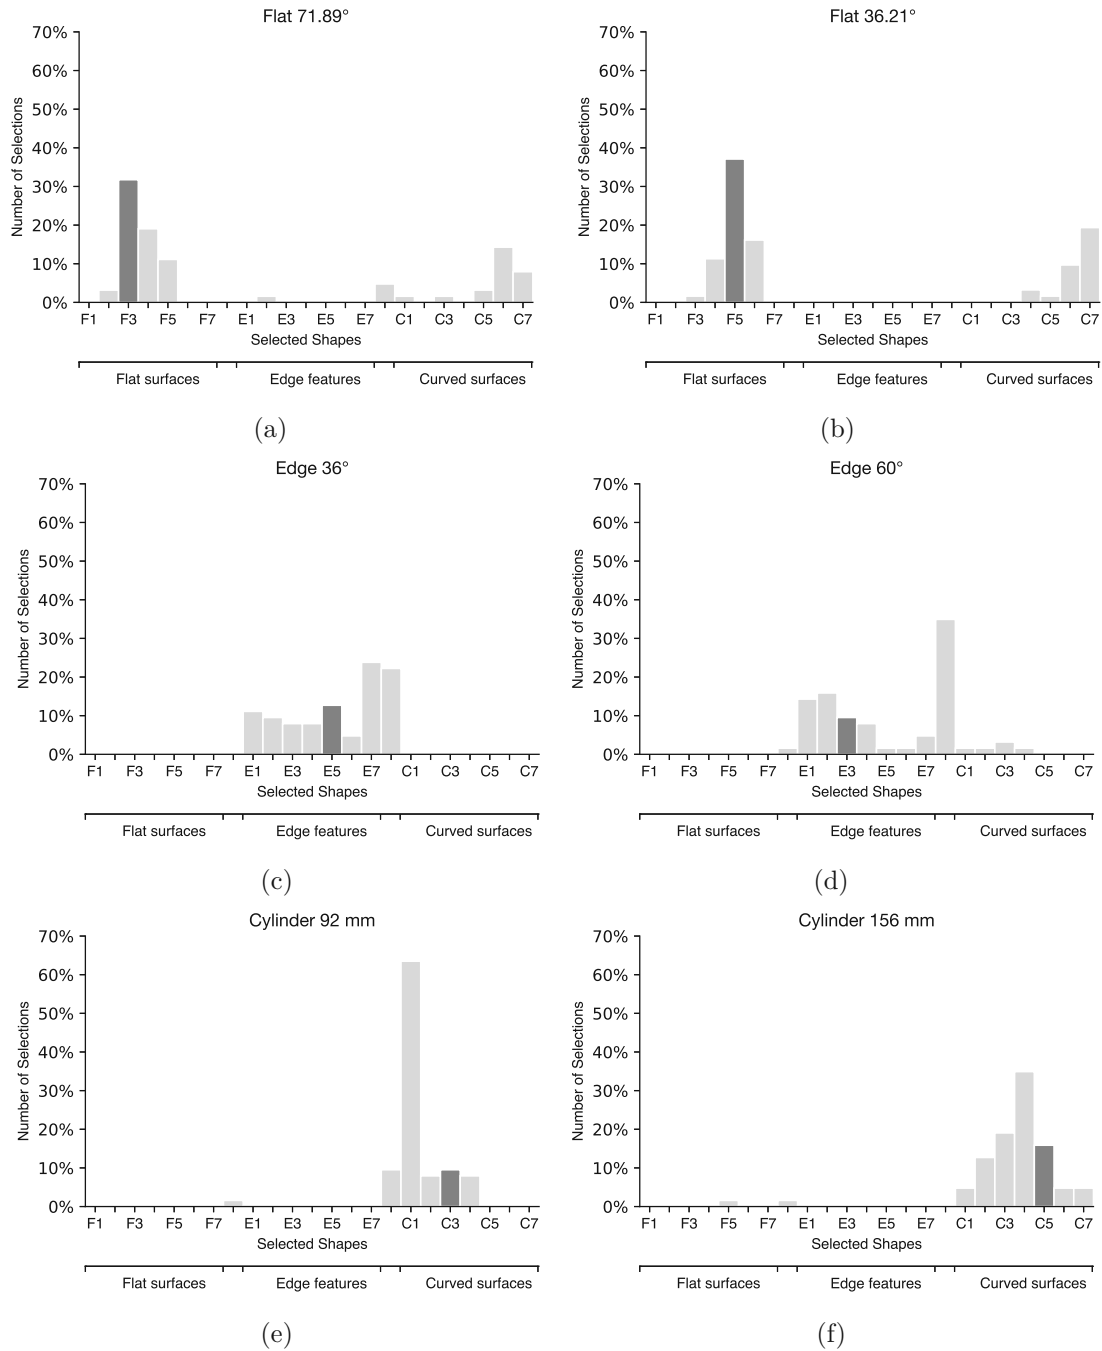 Flat 71.89°
70%
60%
50%
40%
30%
20%
10%
0%
Number of Selections
F1 F3 F5 F7 E1 E3 E5 E7 C1 C3 C5 C7
Selected Shapes
Flat surfaces Edge features Curved surfaces
(a)
Flat 36.21°
70%
60%
50%
40%
30%
20%
10%
0%
Number of Selections
F1 F3 F5 F7 E1 E3 E5 E7 C1 C3 C5 C7
Selected Shapes
Flat surfaces Edge features Curved surfaces
(b)
Edge 36°
70%
60%
50%
40%
30%
20%
10%
0%
Number of Selections
F1 F3 F5 F7 E1 E3 E5 E7 C1 C3 C5 C7
Selected Shapes
Flat surfaces Edge features Curved surfaces
(c)
Edge 60°
70%
60%
50%
40%
30%
20%
10%
0%
Number of Selections
F1 F3 F5 F7 E1 E3 E5 E7 C1 C3 C5 C7
Selected Shapes
Flat surfaces Edge features Curved surfaces
(d)
Cylinder 92 mm
70%
60%
50%
40%
30%
20%
10%
0%
Number of Selections
F1 F3 F5 F7 E1 E3 E5 E7 C1 C3 C5 C7
Selected Shapes
Flat surfaces Edge features Curved surfaces
(e)
Cylinder 156 mm
70%
60%
50%
40%
30%
20%
10%
0%
Number of Selections
F1 F3 F5 F7 E1 E3 E5 E7 C1 C3 C5 C7
Selected Shapes
Flat surfaces Edge features Curved surfaces
(f)